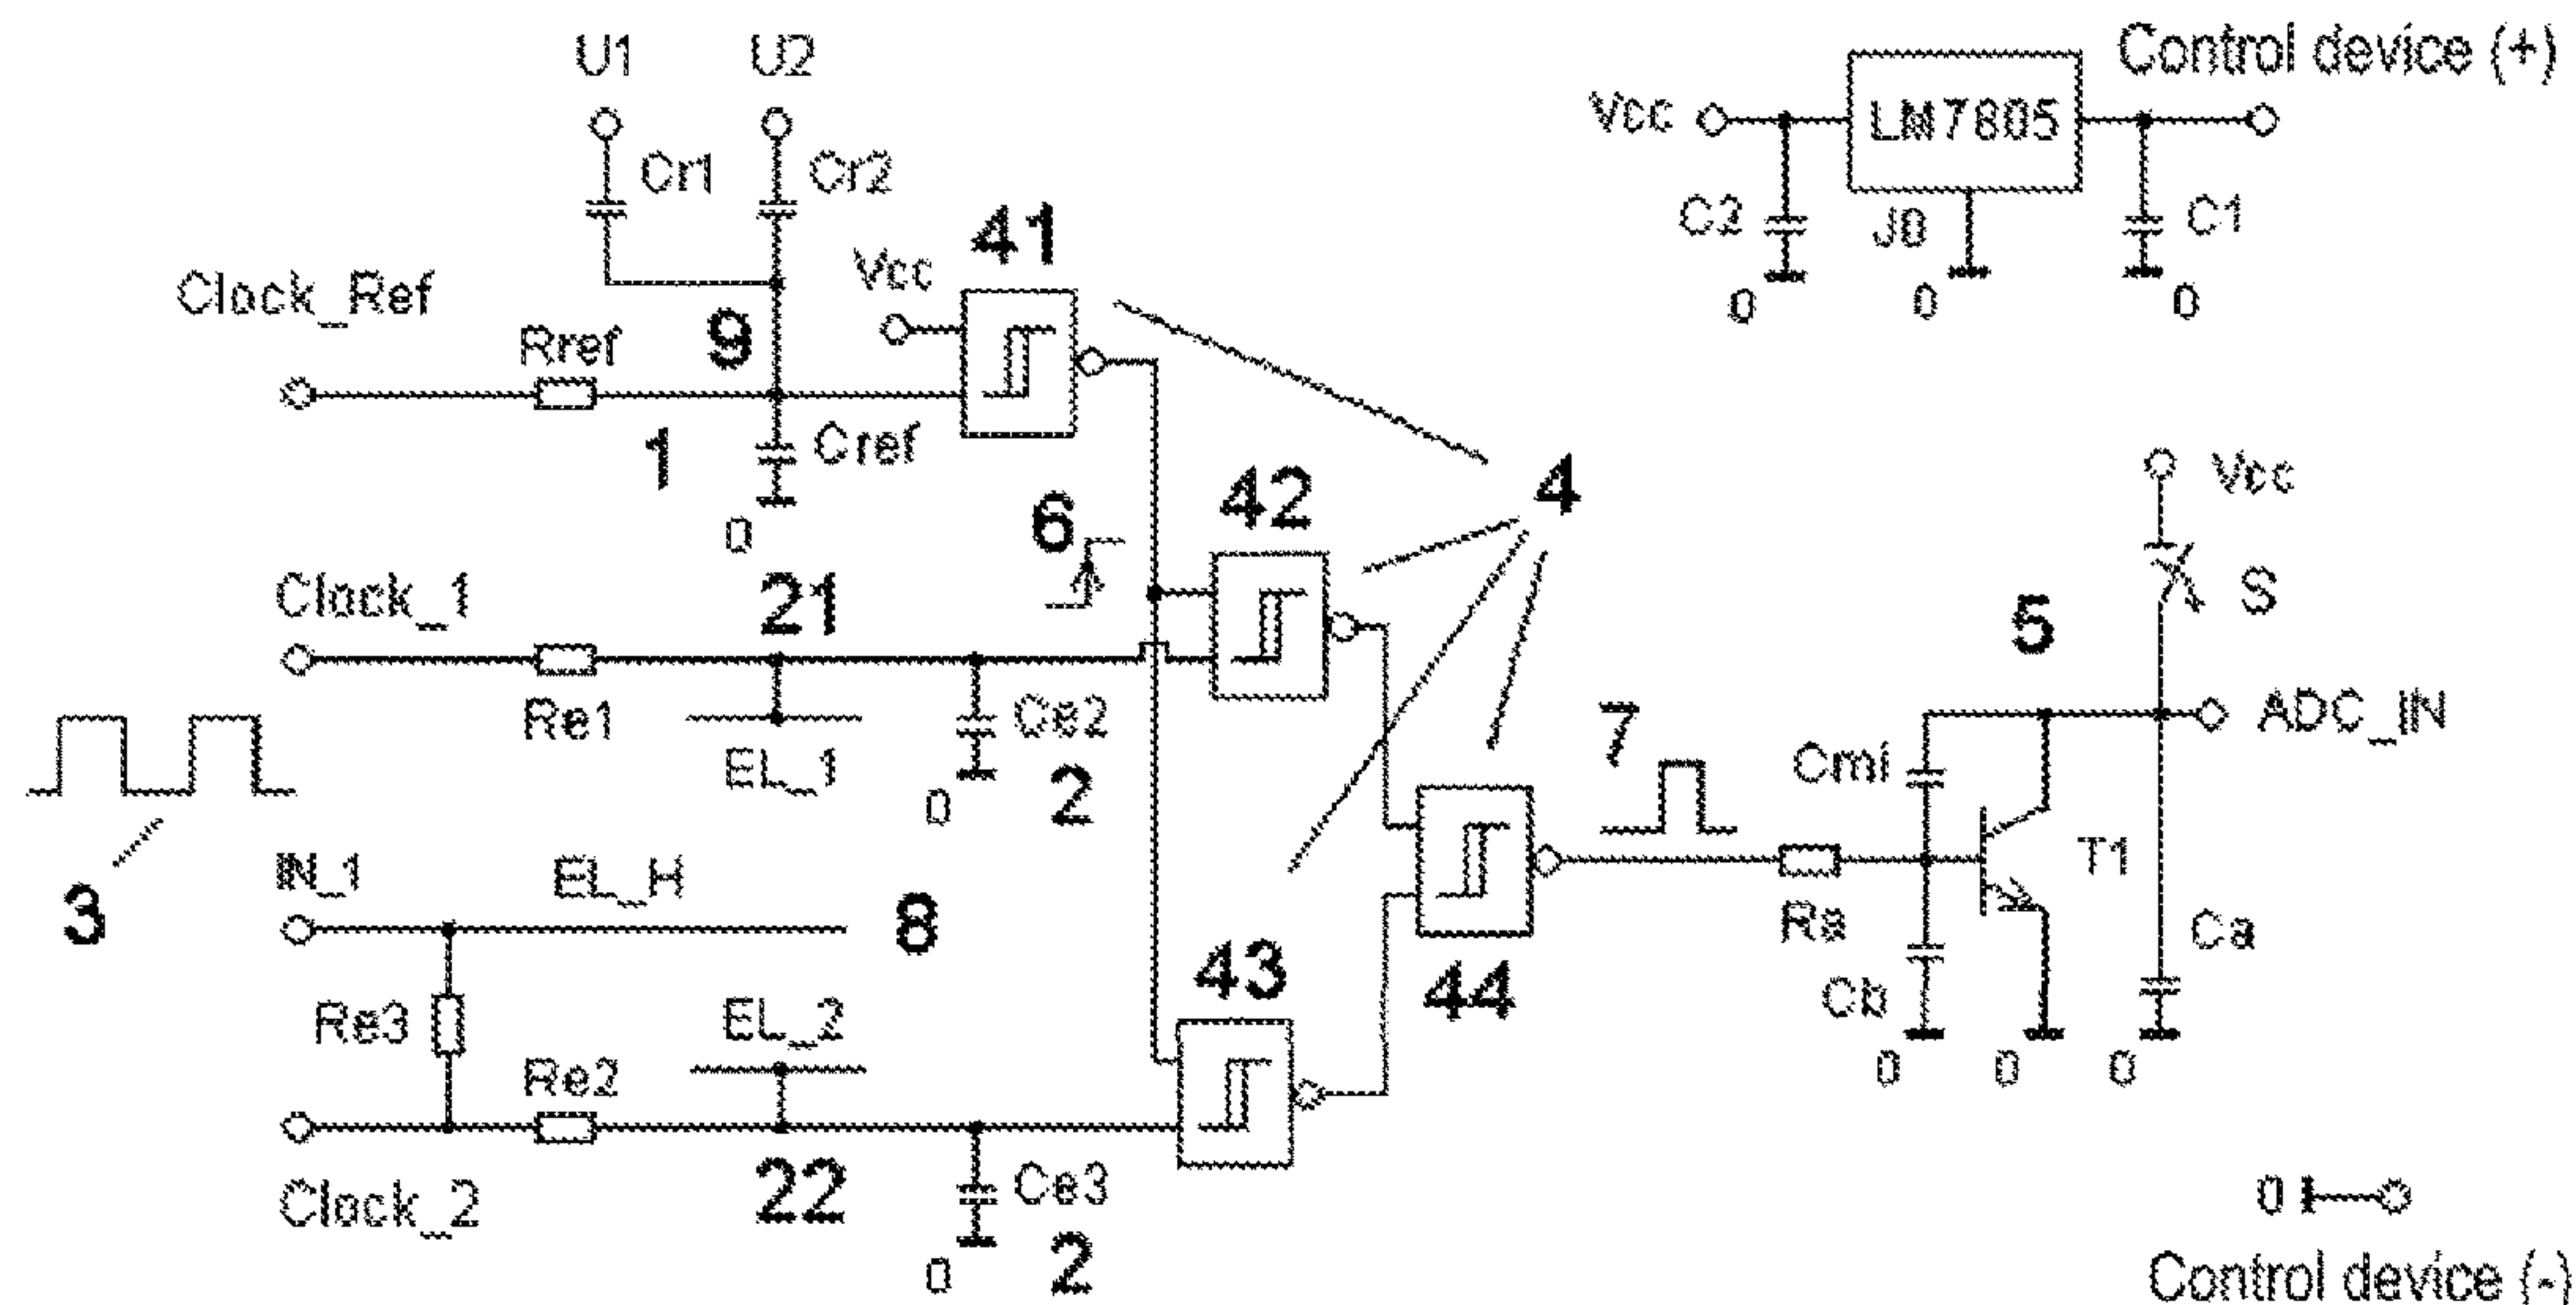 U1
U2
Control device (+)
Vcc
LM7805
Cr1
Cr2
41
C2
J0
C1
Vcc
Clock_Ref
0
0
0
Rref
9
1
Cref
0
6
42
4
Vcc
Clock_1
21
S
5
Re1
EL_1
Ce2
7
ADC_IN
0
2
Cmi
3
IN_1
EL_H
8
T1
43
44
Ra
Ca
Re3
EL_2
Cb
Re2
0
0
0
Clock_2
22
Ce3
0
0
2
Control device (-)